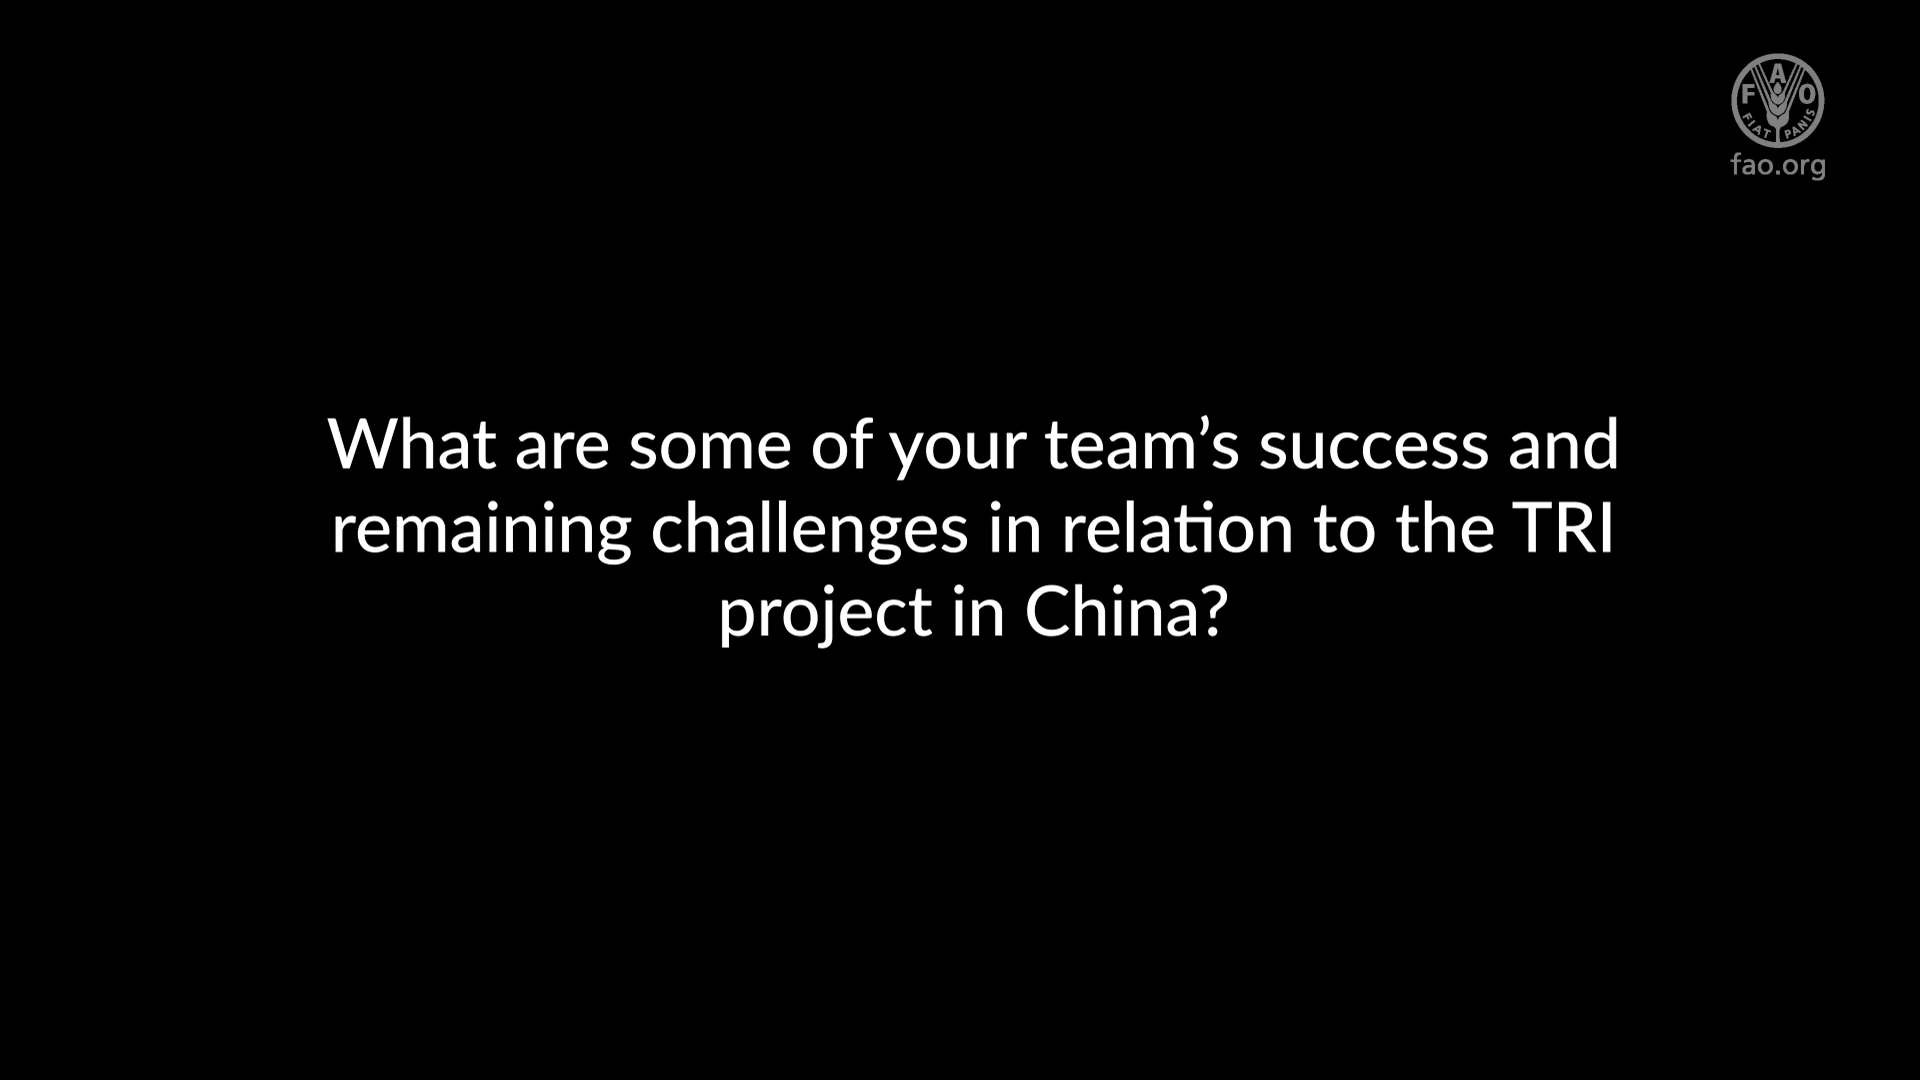 F A O
FIAT PANIS
fao.org
What are some of your team’s success and
remaining challenges in relation to the TRI
project in China?